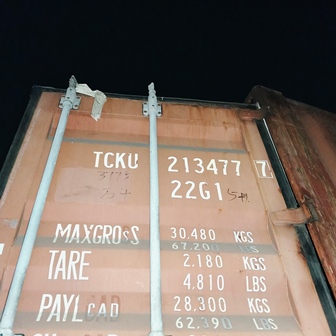 TCKU 213477 7
22G1
MAXGROSS 30.480 KGS
67.200 LBS
TARE 2.180 KGS
4.810 LBS
PAYLOAD 28.300 KGS
62.390 LBS